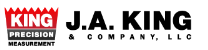 KING
PRECISION
MEASUREMENT
J.A. KING
& COMPANY, LLC